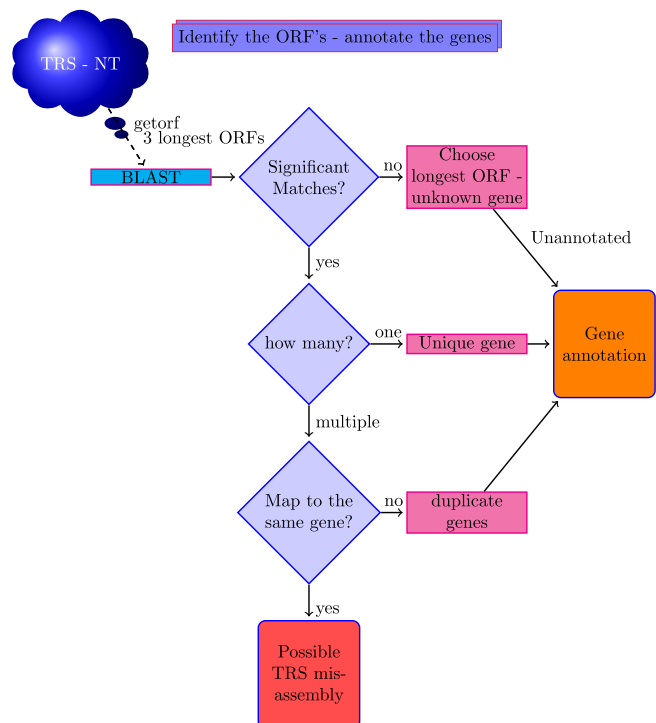 Identify the ORF's - annotate the genes
TRS - NT
getorf
3 longest ORFs
BLAST
Significant
Matches?
no
Choose
longest ORF -
unknown gene
Unannotated
yes
how many?
one
Unique gene
Gene
annotation
multiple
Map to the
same gene?
no
duplicate
genes
yes
Possible
TRS mis-
assembly